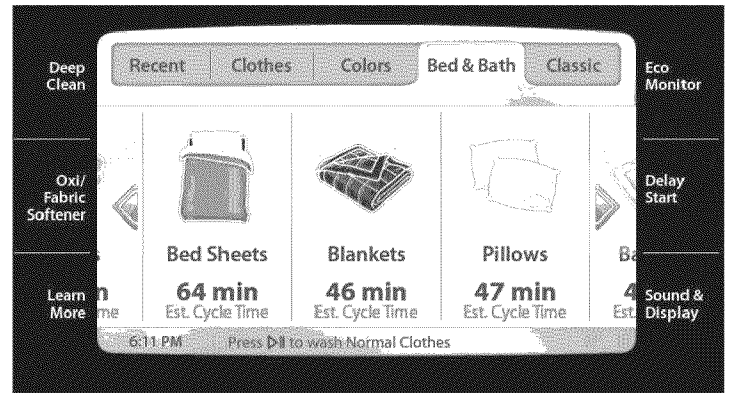 Deep
Clean
Oxi/
Fabric
Softener
Learn
More
Recent Clothes Colors Bed & Bath Classic
Bed Sheets Blankets Pillows
64 min 46 min 47 min
Est. Cycle Time Est. Cycle Time Est. Cycle Time
6:11 PM Press to wash Normal Clothes
Eco
Monitor
Delay
Start
Sound &
Display